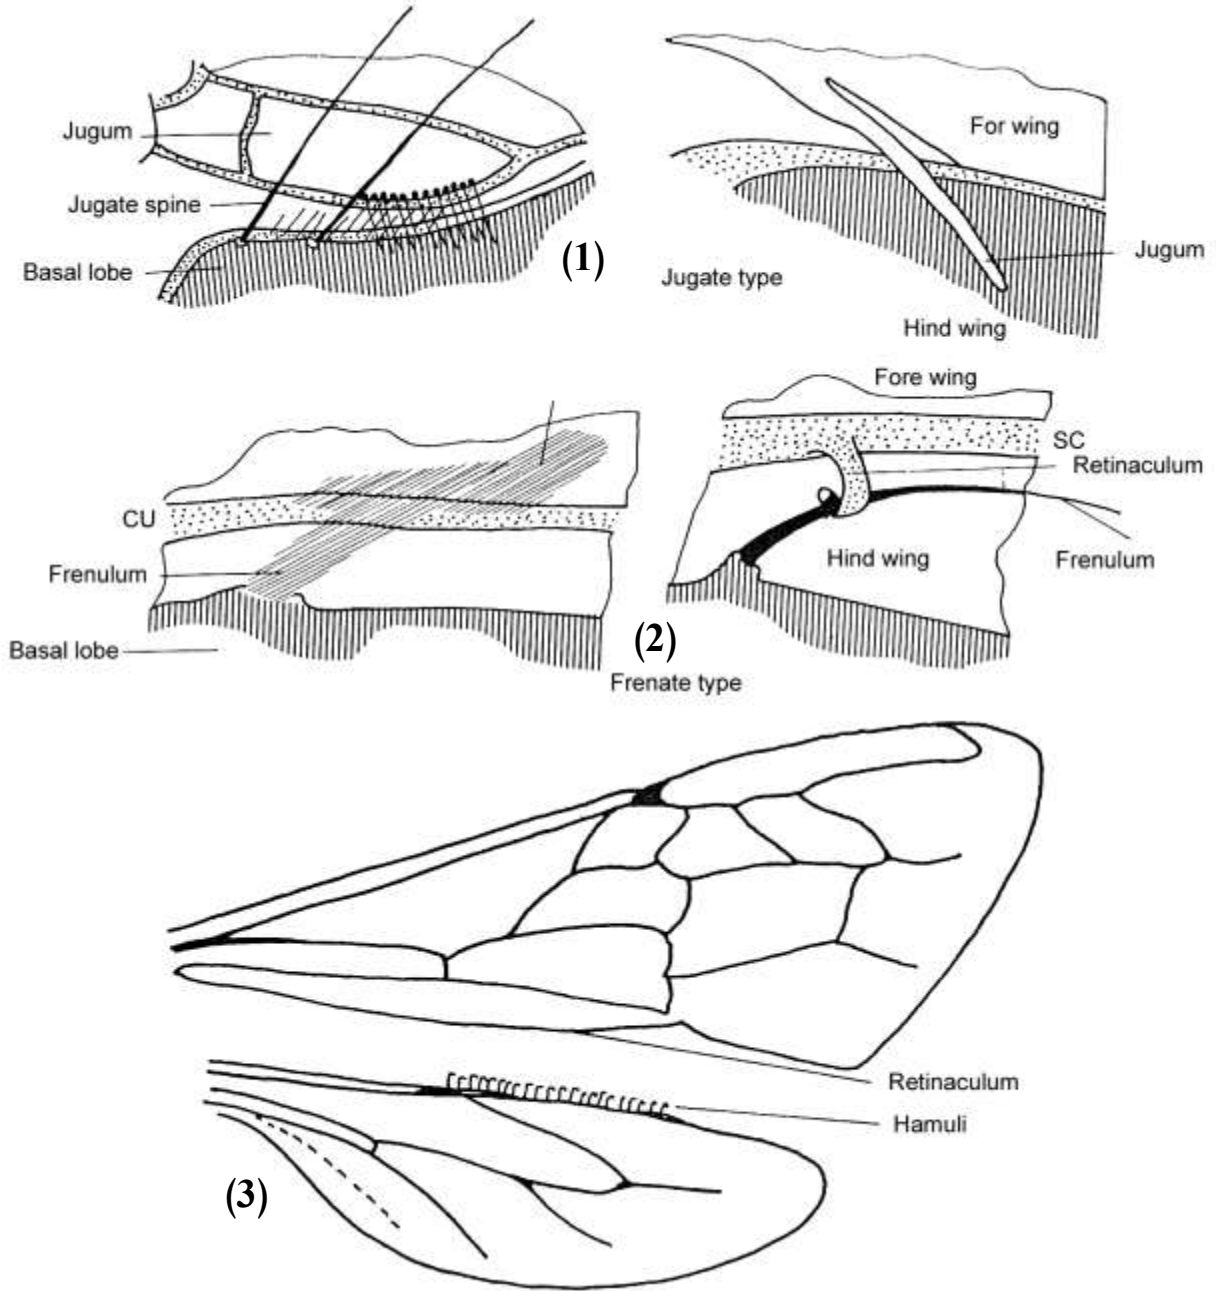 Jugum
Jugate spine
Basal lobe
(1)
For wing
Jugum
Jugate type
Hind wing
CU
Frenulum
Basal lobe
Fore wing
SC
Retinaculum
Hind wing
Frenulum
(2)
Frenate type
Retinaculum
Hamuli
(3)